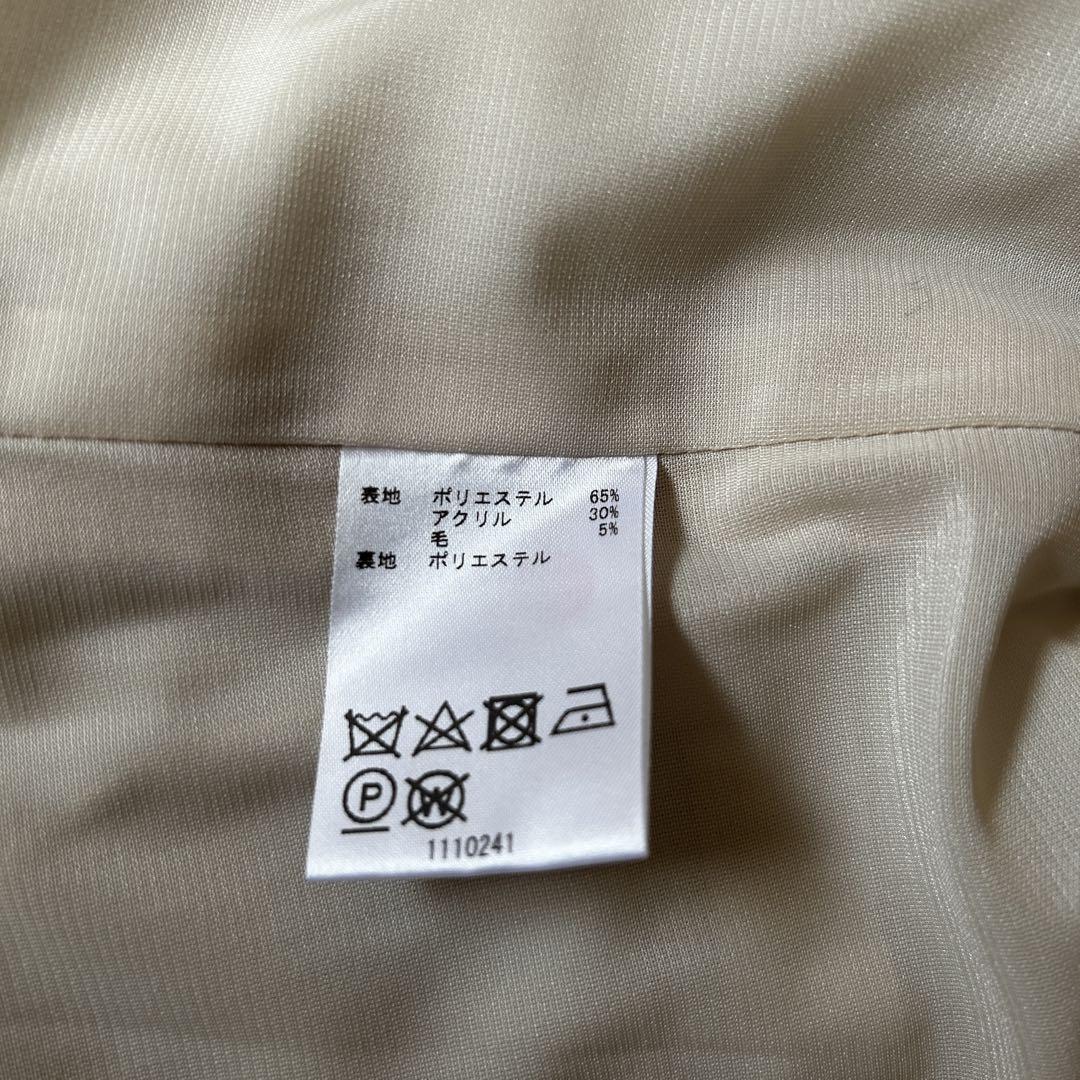 表地 ポリエステル 65%
アクリル 30%
毛 5%
裏地 ポリエステル
P W
1110241